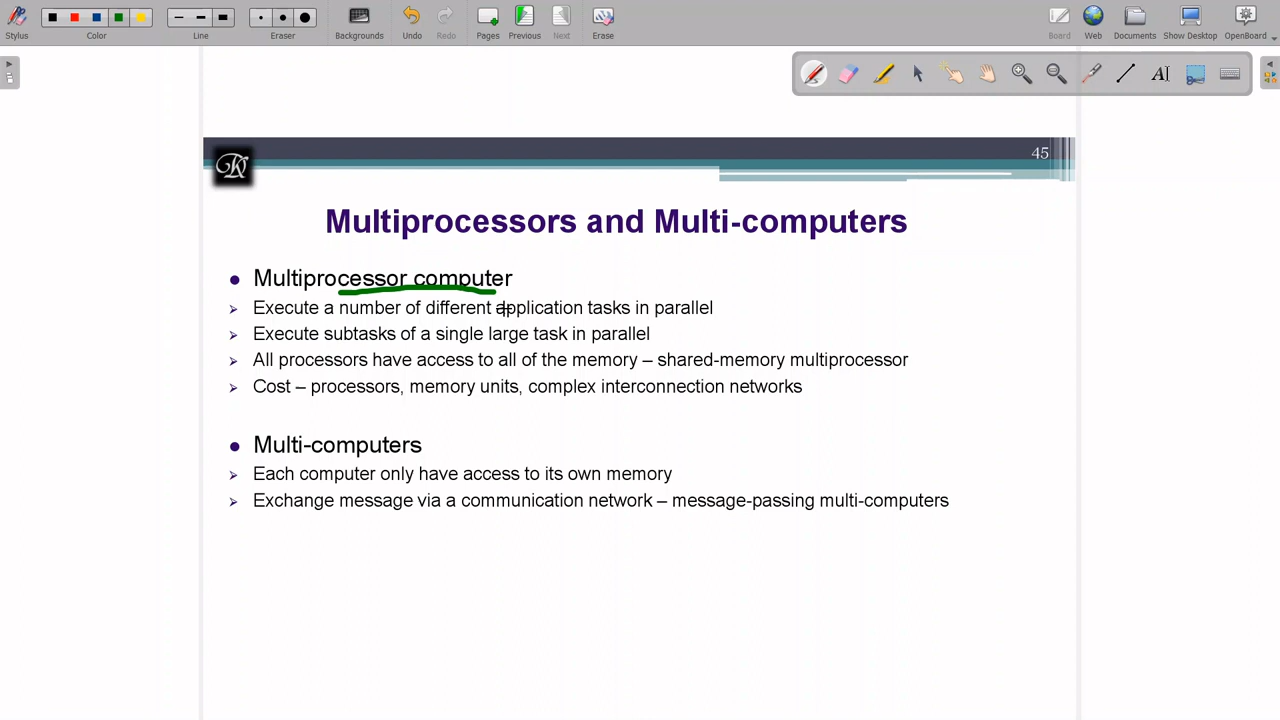 Stylus
Color
Line
Eraser
Backgrounds
Undo
Redo
Pages
Previous
Next
Erase
Board
Web
Documents
Show Desktop
OpenBoard
AI
45
Multiprocessors and Multi-computers
Multiprocessor computer
Execute a number of different application tasks in parallel
Execute subtasks of a single large task in parallel
All processors have access to all of the memory – shared-memory multiprocessor
Cost – processors, memory units, complex interconnection networks
Multi-computers
Each computer only have access to its own memory
Exchange message via a communication network – message-passing multi-computers